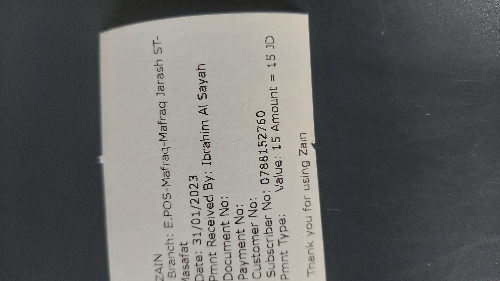 ZAIN
Branch: E.POS-Mafraq-Mafraq Jarash ST-
Masafat
Date: 31/01/2023
Pmnt Received By: Ibrahim Al Sayah
Document No:
Payment No:
Customer No:
Subscriber No: 0788152760
Pmnt Type: Value: 15 Amount = 15 JD
Thank you for using Zain